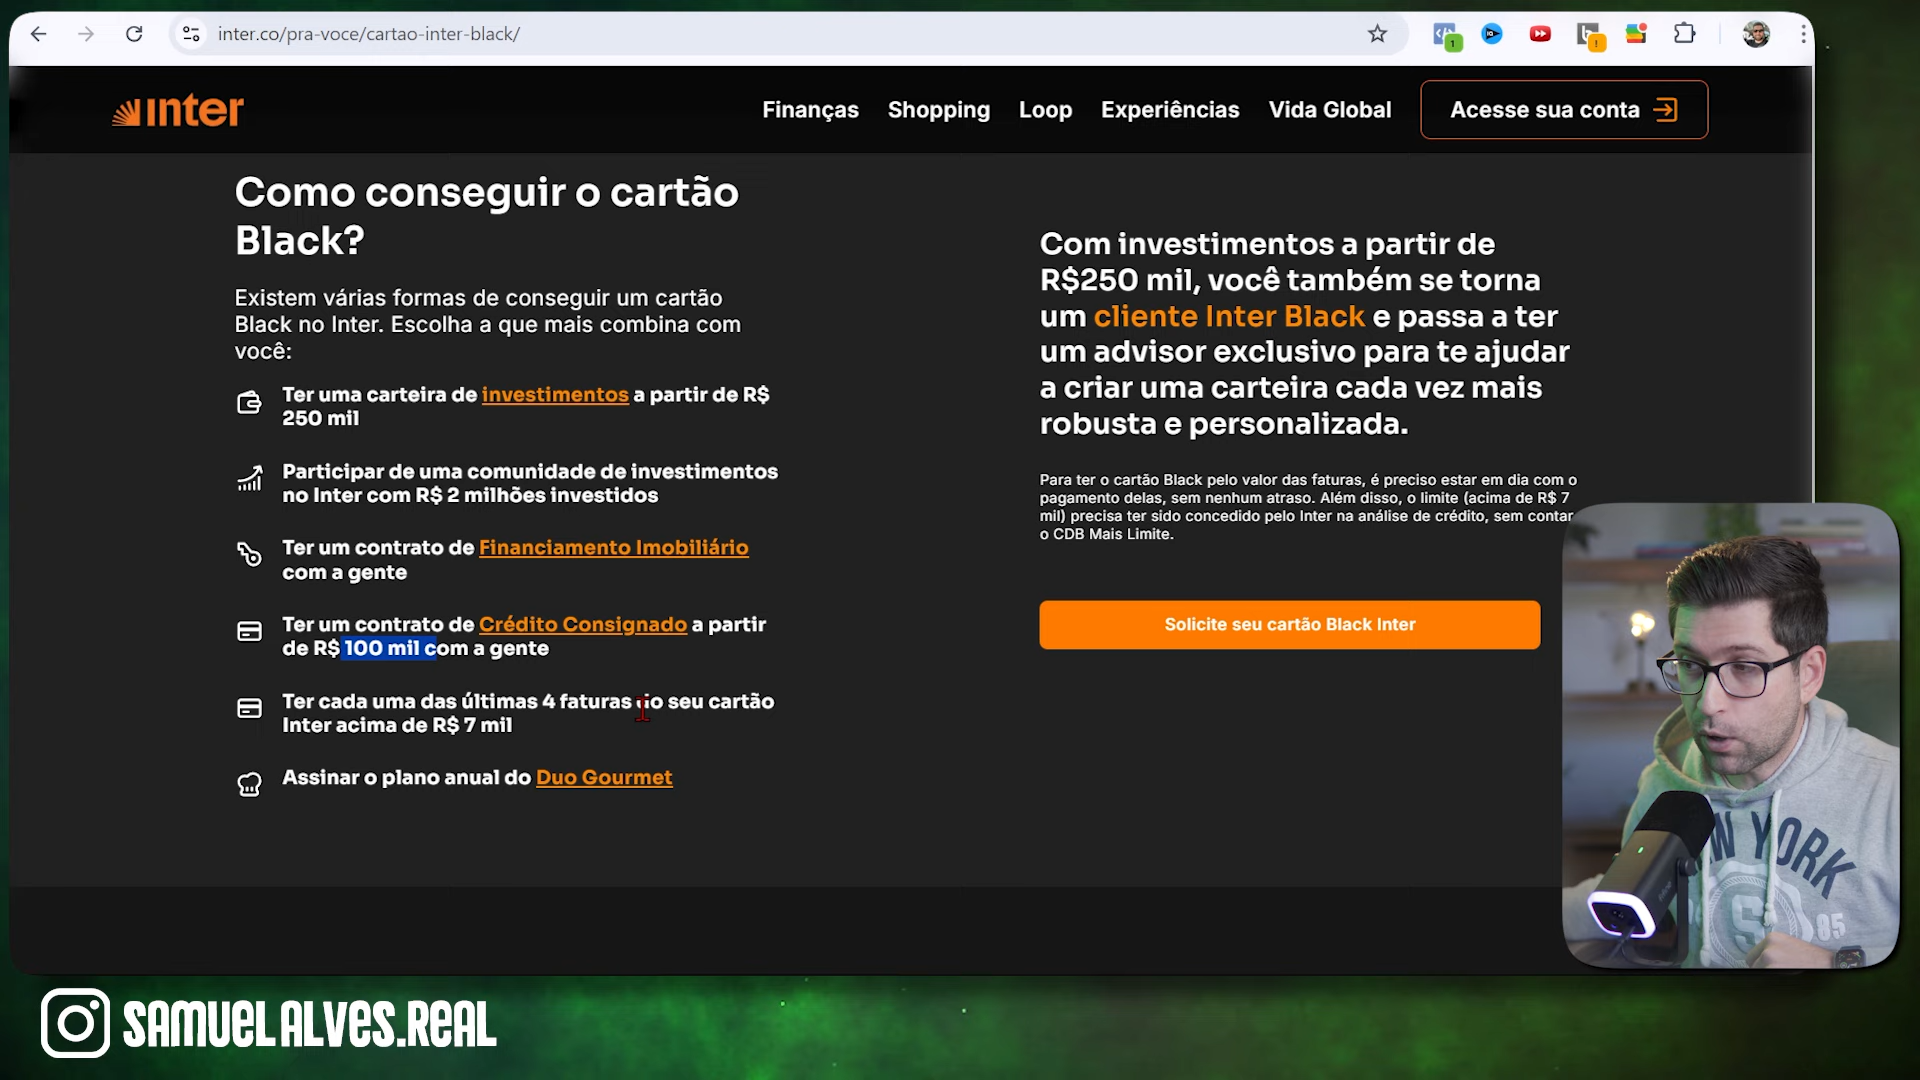 inter.co/pra-voce/cartao-inter-black/
inter
Finanças
Shopping
Loop
Experiências
Vida Global
Acesse sua conta
Como conseguir o cartão
Black?
Existem várias formas de conseguir um cartão
Black no Inter. Escolha a que mais combina com
você:
Ter uma carteira de investimentos a partir de R$
250 mil
Participar de uma comunidade de investimentos
no Inter com R$ 2 milhões investidos
Ter um contrato de Financiamento Imobiliário
com a gente
Ter um contrato de Crédito Consignado a partir
de R$ 100 mil com a gente
Ter cada uma das últimas 4 faturas do seu cartão
Inter acima de R$ 7 mil
Assinar o plano anual do Duo Gourmet
Com investimentos a partir de
R$250 mil, você também se torna
um cliente Inter Black e passa a ter
um advisor exclusivo para te ajudar
a criar uma carteira cada vez mais
robusta e personalizada.
Para ter o cartão Black pelo valor das faturas, é preciso estar em dia com o
pagamento delas, sem nenhum atraso. Além disso, o limite (acima de R$ 7
mil) precisa ter sido concedido pelo Inter na análise de crédito, sem contar
o CDB Mais Limite.
Solicite seu cartão Black Inter
YORK
85
SAMUEL.ALVES.REAL